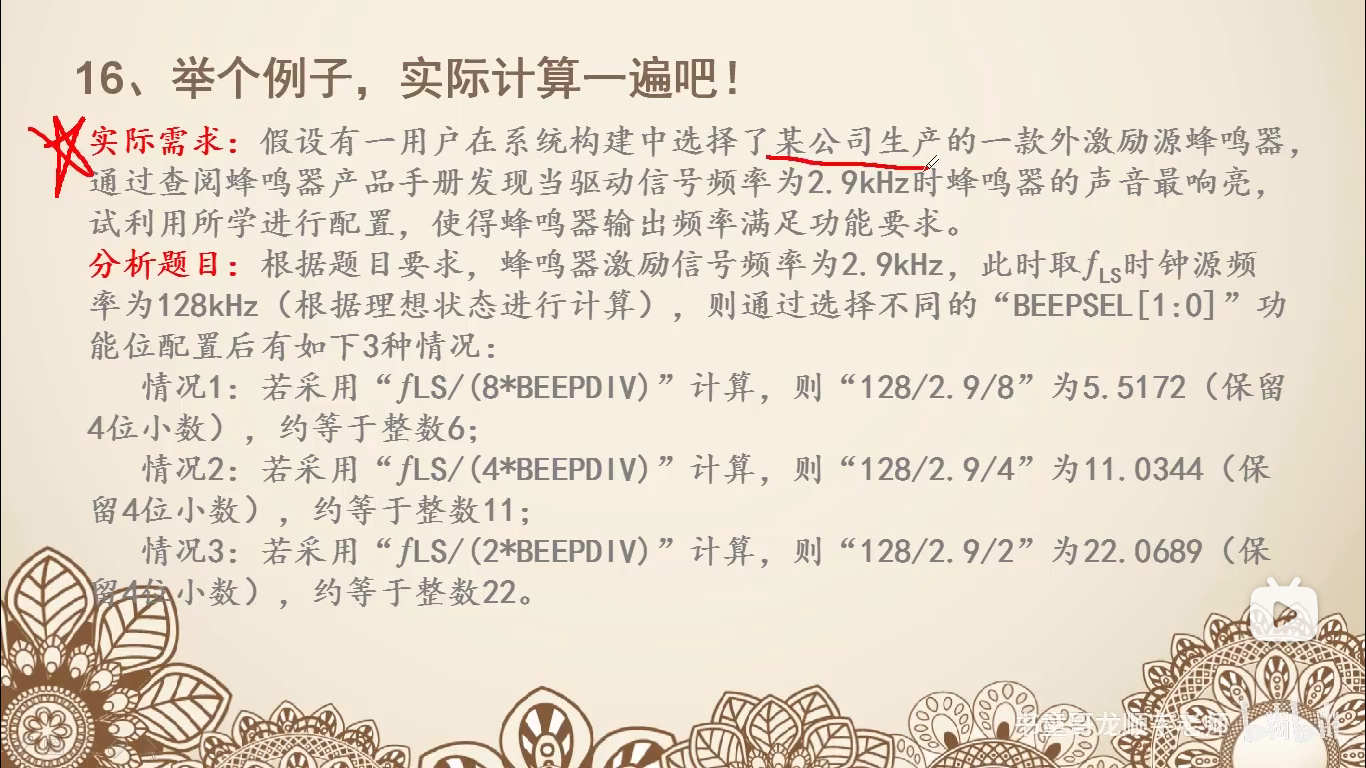 16、举个例子，实际计算一遍吧！
实际需求：假设有一用户在系统构建中选择了某公司生产的一款外激励源蜂鸣器，
通过查阅蜂鸣器产品手册发现当驱动信号频率为2.9kHz时蜂鸣器的声音最响亮，
试利用所学进行配置，使得蜂鸣器输出频率满足功能要求。
分析题目：根据题目要求，蜂鸣器激励信号频率为2.9kHz，此时取fLS时钟源频
率为128kHz（根据理想状态进行计算），则通过选择不同的“BEEPSEL[1:0]”功
能位配置后有如下3种情况：
情况1：若采用“fLS/(8*BEEPDIV)”计算，则“128/2.9/8”为5.5172（保留
4位小数），约等于整数6；
情况2：若采用“fLS/(4*BEEPDIV)”计算，则“128/2.9/4”为11.0344（保
留4位小数），约等于整数11；
情况3：若采用“fLS/(2*BEEPDIV)”计算，则“128/2.9/2”为22.0689（保
留4位小数），约等于整数22。
龙顺宇老师
bilibili